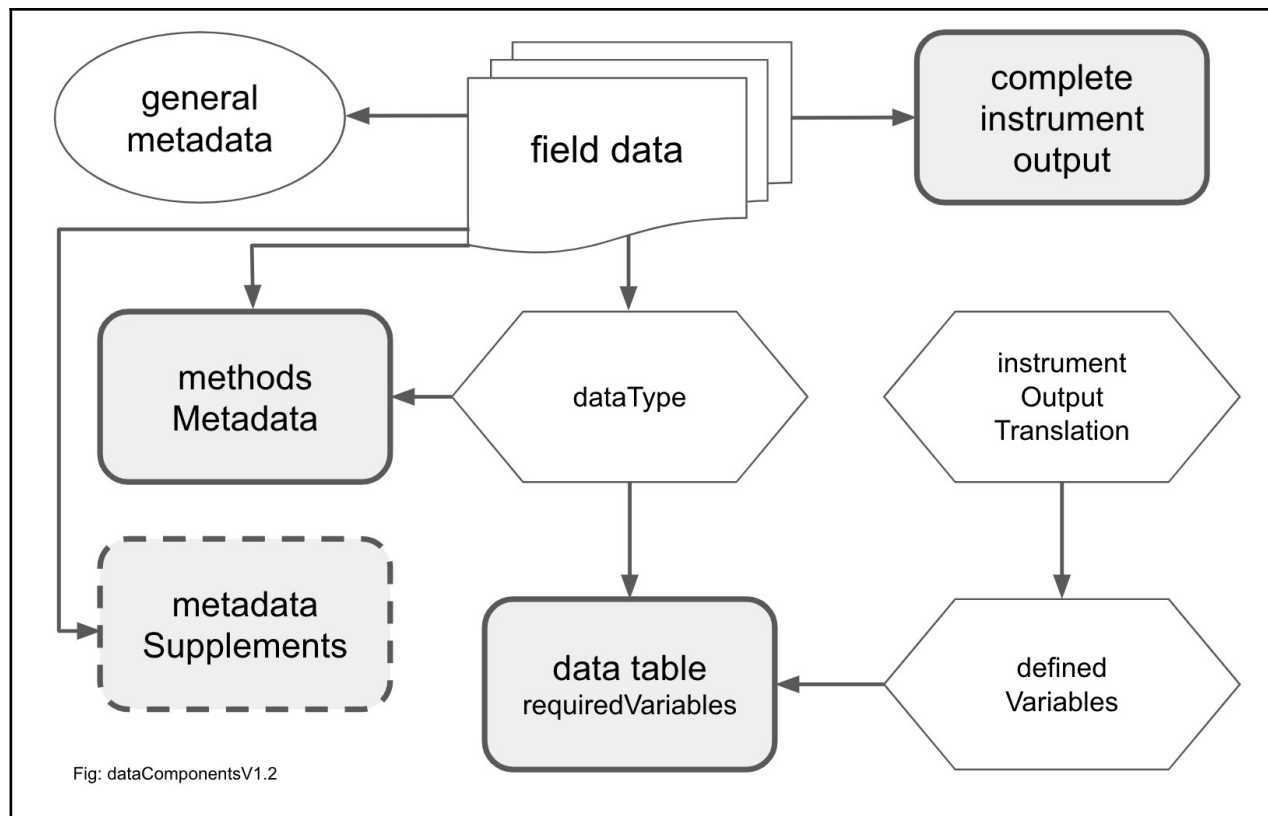 general
metadata
field data
complete
instrument
output
methods
Metadata
dataType
instrument
Output
Translation
metadata
Supplements
data table
requiredVariables
defined
Variables
Fig: dataComponentsV1.2